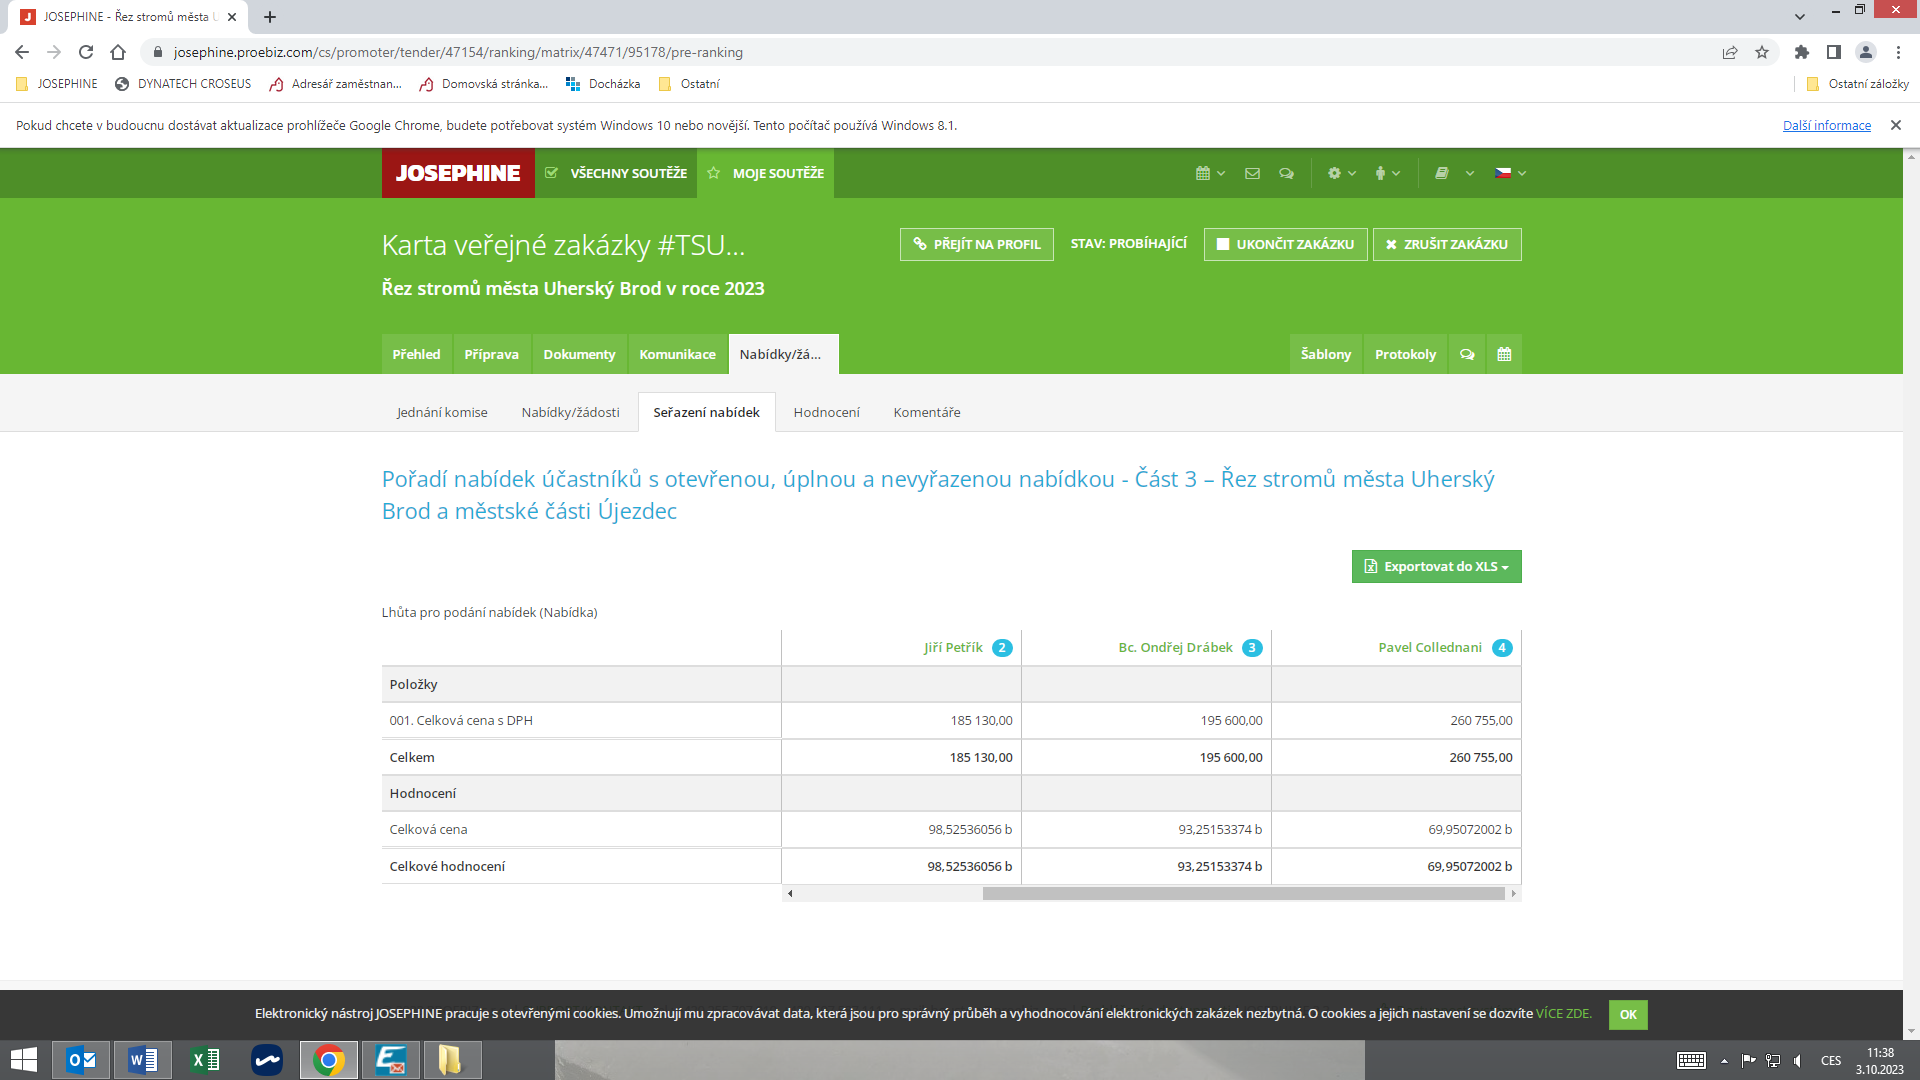 JOSEPHINE - Řez stromů města U
josephine.proebiz.com/cs/promoter/tender/47154/ranking/matrix/47471/95178/pre-ranking
JOSEPHINE DYNATECH CROSEUS Adresář zaměstnan... Domovská stránka... Docházka Ostatní Ostatní záložky
Pokud chcete v budoucnu dostávat aktualizace prohlížeče Google Chrome, budete potřebovat systém Windows 10 nebo novější. Tento počítač používá Windows 8.1. Další informace
JOSEPHINE VŠECHNY SOUTĚŽE MOJE SOUTĚŽE
Karta veřejné zakázky #TSU... PŘEJÍT NA PROFIL STAV: PROBÍHAJÍCÍ UKONČIT ZAKÁZKU ZRUŠIT ZAKÁZKU
Řez stromů města Uherský Brod v roce 2023
Přehled Příprava Dokumenty Komunikace Nabídky/žá... Šablony Protokoly
Jednání komise Nabídky/žádosti Seřazení nabídek Hodnocení Komentáře
Pořadí nabídek účastníků s otevřenou, úplnou a nevyřazenou nabídkou - Část 3 – Řez stromů města Uherský
Brod a městské části Újezdec
Exportovat do XLS
Lhůta pro podání nabídek (Nabídka)
Jiří Petřík 2 Bc. Ondřej Drábek 3 Pavel Collednani 4
Položky
001. Celková cena s DPH 185 130,00 195 600,00 260 755,00
Celkem 185 130,00 195 600,00 260 755,00
Hodnocení
Celková cena 98,52536056 b 93,25153374 b 69,95072002 b
Celkové hodnocení 98,52536056 b 93,25153374 b 69,95072002 b
Elektronický nástroj JOSEPHINE pracuje s otevřenými cookies. Umožňují mu zpracovávat data, která jsou pro správný průběh a vyhodnocování elektronických zakázek nezbytná. O cookies a jejich nastavení se dozvíte VÍCE ZDE. OK
CES 11:38
3.10.2023